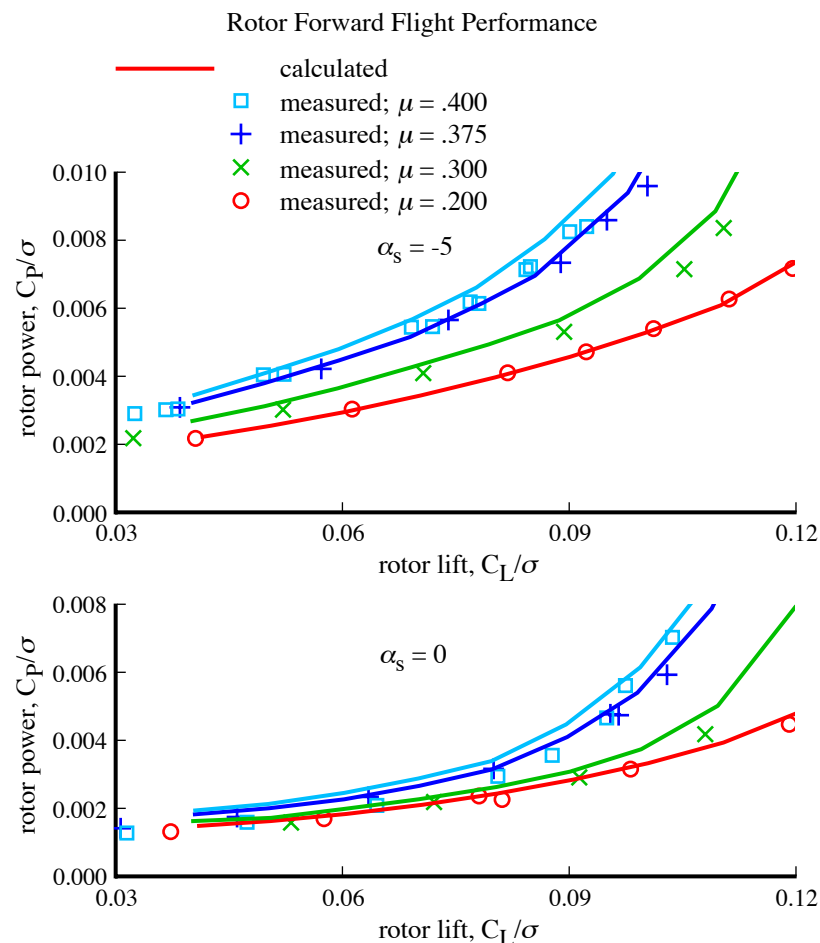 Rotor Forward Flight Performance
calculated
measured; μ = .400
measured; μ = .375
measured; μ = .300
measured; μ = .200
0.010
0.008
0.006
0.004
0.002
0.000
rotor power, C_P/σ
α_s = -5
0.03
0.06
0.09
0.12
rotor lift, C_L/σ
0.008
0.006
0.004
0.002
0.000
rotor power, C_P/σ
α_s = 0
0.03
0.06
0.09
0.12
rotor lift, C_L/σ